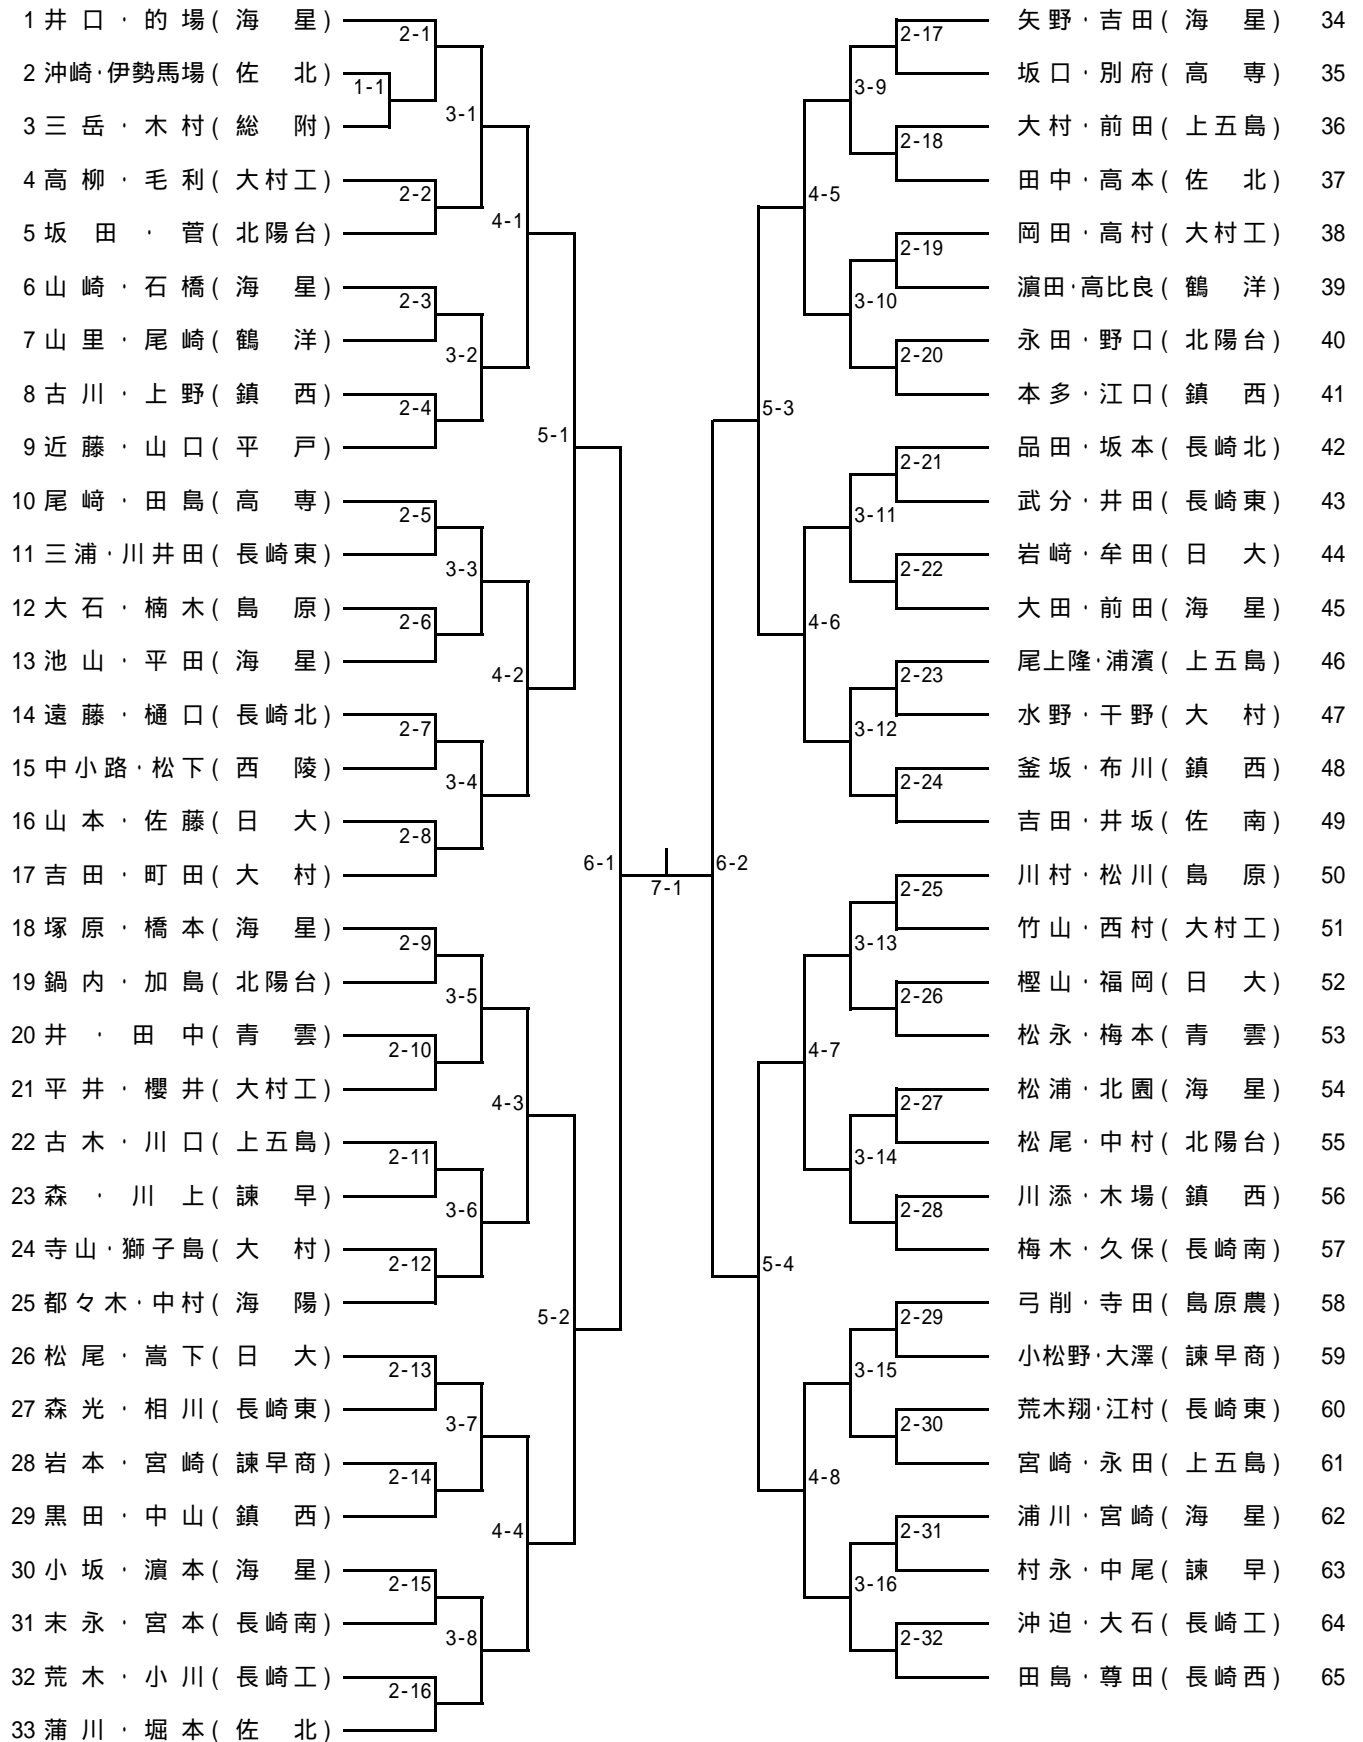 1 井口・的場(海星)
2 沖崎・伊勢馬場(佐北)
3 三岳・木村(総附)
4 高柳・毛利(大村工)
5 坂田・菅(北陽台)
6 山崎・石橋(海星)
7 山里・尾崎(鶴洋)
8 古川・上野(鎮西)
9 近藤・山口(平戸)
10 尾﨑・田島(高専)
11 三浦・川井田(長崎東)
12 大石・楠木(島原)
13 池山・平田(海星)
14 遠藤・樋口(長崎北)
15 中小路・松下(西陵)
16 山本・佐藤(日大)
17 吉田・町田(大村)
18 塚原・橋本(海星)
19 鍋内・加島(北陽台)
20 井・田中(青雲)
21 平井・櫻井(大村工)
22 古木・川口(上五島)
23 森・川上(諫早)
24 寺山・獅子島(大村)
25 都々木・中村(海陽)
26 松尾・嵩下(日大)
27 森光・相川(長崎東)
28 岩本・宮崎(諫早商)
29 黒田・中山(鎮西)
30 小坂・濵本(海星)
31 末永・宮本(長崎南)
32 荒木・小川(長崎工)
33 蒲川・堀本(佐北)
1-1
2-1
2-2
2-3
2-4
2-5
2-6
2-7
2-8
2-9
2-10
2-11
2-12
2-13
2-14
2-15
2-16
3-1
3-2
3-3
3-4
3-5
3-6
3-7
3-8
4-1
4-2
4-3
4-4
5-1
5-2
6-1
7-1
6-2
5-3
5-4
4-5
4-6
4-7
4-8
3-9
3-10
3-11
3-12
3-13
3-14
3-15
3-16
2-17
2-18
2-19
2-20
2-21
2-22
2-23
2-24
2-25
2-26
2-27
2-28
2-29
2-30
2-31
2-32
矢野・吉田(海星) 34
坂口・別府(高専) 35
大村・前田(上五島) 36
田中・高本(佐北) 37
岡田・高村(大村工) 38
濵田・高比良(鶴洋) 39
永田・野口(北陽台) 40
本多・江口(鎮西) 41
品田・坂本(長崎北) 42
武分・井田(長崎東) 43
岩﨑・牟田(日大) 44
大田・前田(海星) 45
尾上隆・浦濱(上五島) 46
水野・干野(大村) 47
釜坂・布川(鎮西) 48
吉田・井坂(佐南) 49
川村・松川(島原) 50
竹山・西村(大村工) 51
樫山・福岡(日大) 52
松永・梅本(青雲) 53
松浦・北園(海星) 54
松尾・中村(北陽台) 55
川添・木場(鎮西) 56
梅木・久保(長崎南) 57
弓削・寺田(島原農) 58
小松野・大澤(諫早商) 59
荒木翔・江村(長崎東) 60
宮崎・永田(上五島) 61
浦川・宮崎(海星) 62
村永・中尾(諫早) 63
沖迫・大石(長崎工) 64
田島・尊田(長崎西) 65